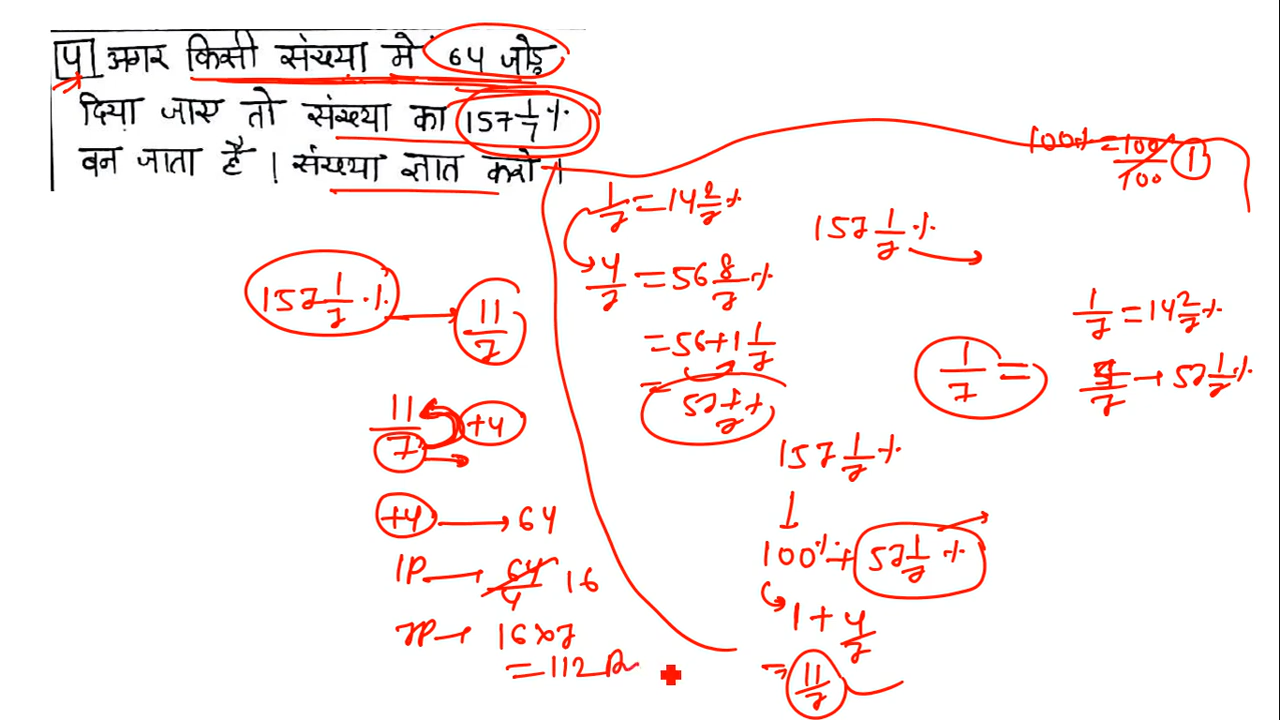 प्र अगर किसी संख्या में 64 जोड़
दिया जाए तो संख्या का 157 1/7 %
बन जाता है । संख्या ज्ञात करो ।
157 1/7 % → 11/7
11/7 +4
+4 → 64
1P → 64/4 16
7P → 16×7
= 112
1/7 = 14 2/7 %
4/7 = 56 8/7 %
= 56 + 1 1/7
= 57 1/7
100% = 100/100 1
157 1/7 % →
1/7 = 14 2/7 %
1/7 =
4/7 → 57 1/7 %
157 1/7 %
↓
100% + 57 1/7 %
1 + 4/7
= 11/7